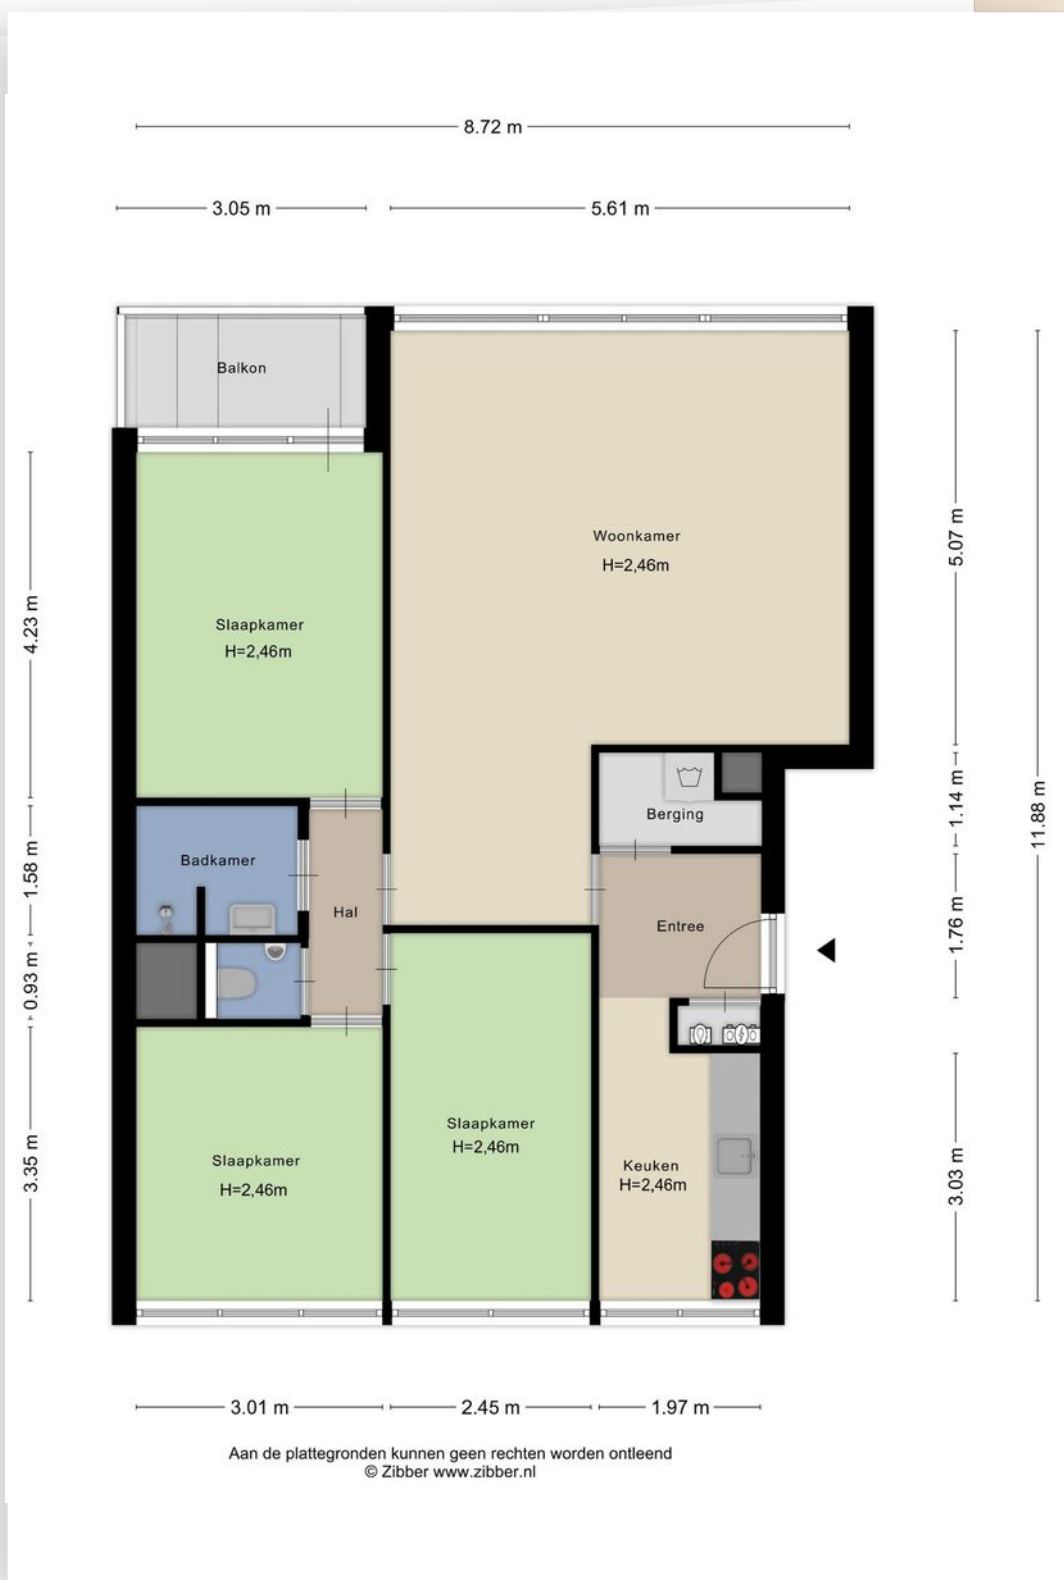 8.72 m
3.05 m
5.61 m
Balkon
Woonkamer
H=2,46m
5.07 m
4.23 m
Slaapkamer
H=2,46m
11.88 m
1.14 m
Berging
1.58 m
Badkamer
Hal
Entree
1.76 m
0.93 m
3.35 m
Slaapkamer
H=2,46m
Slaapkamer
H=2,46m
Keuken
H=2,46m
3.03 m
3.01 m
2.45 m
1.97 m
Aan de plattegronden kunnen geen rechten worden ontleend
© Zibber www.zibber.nl